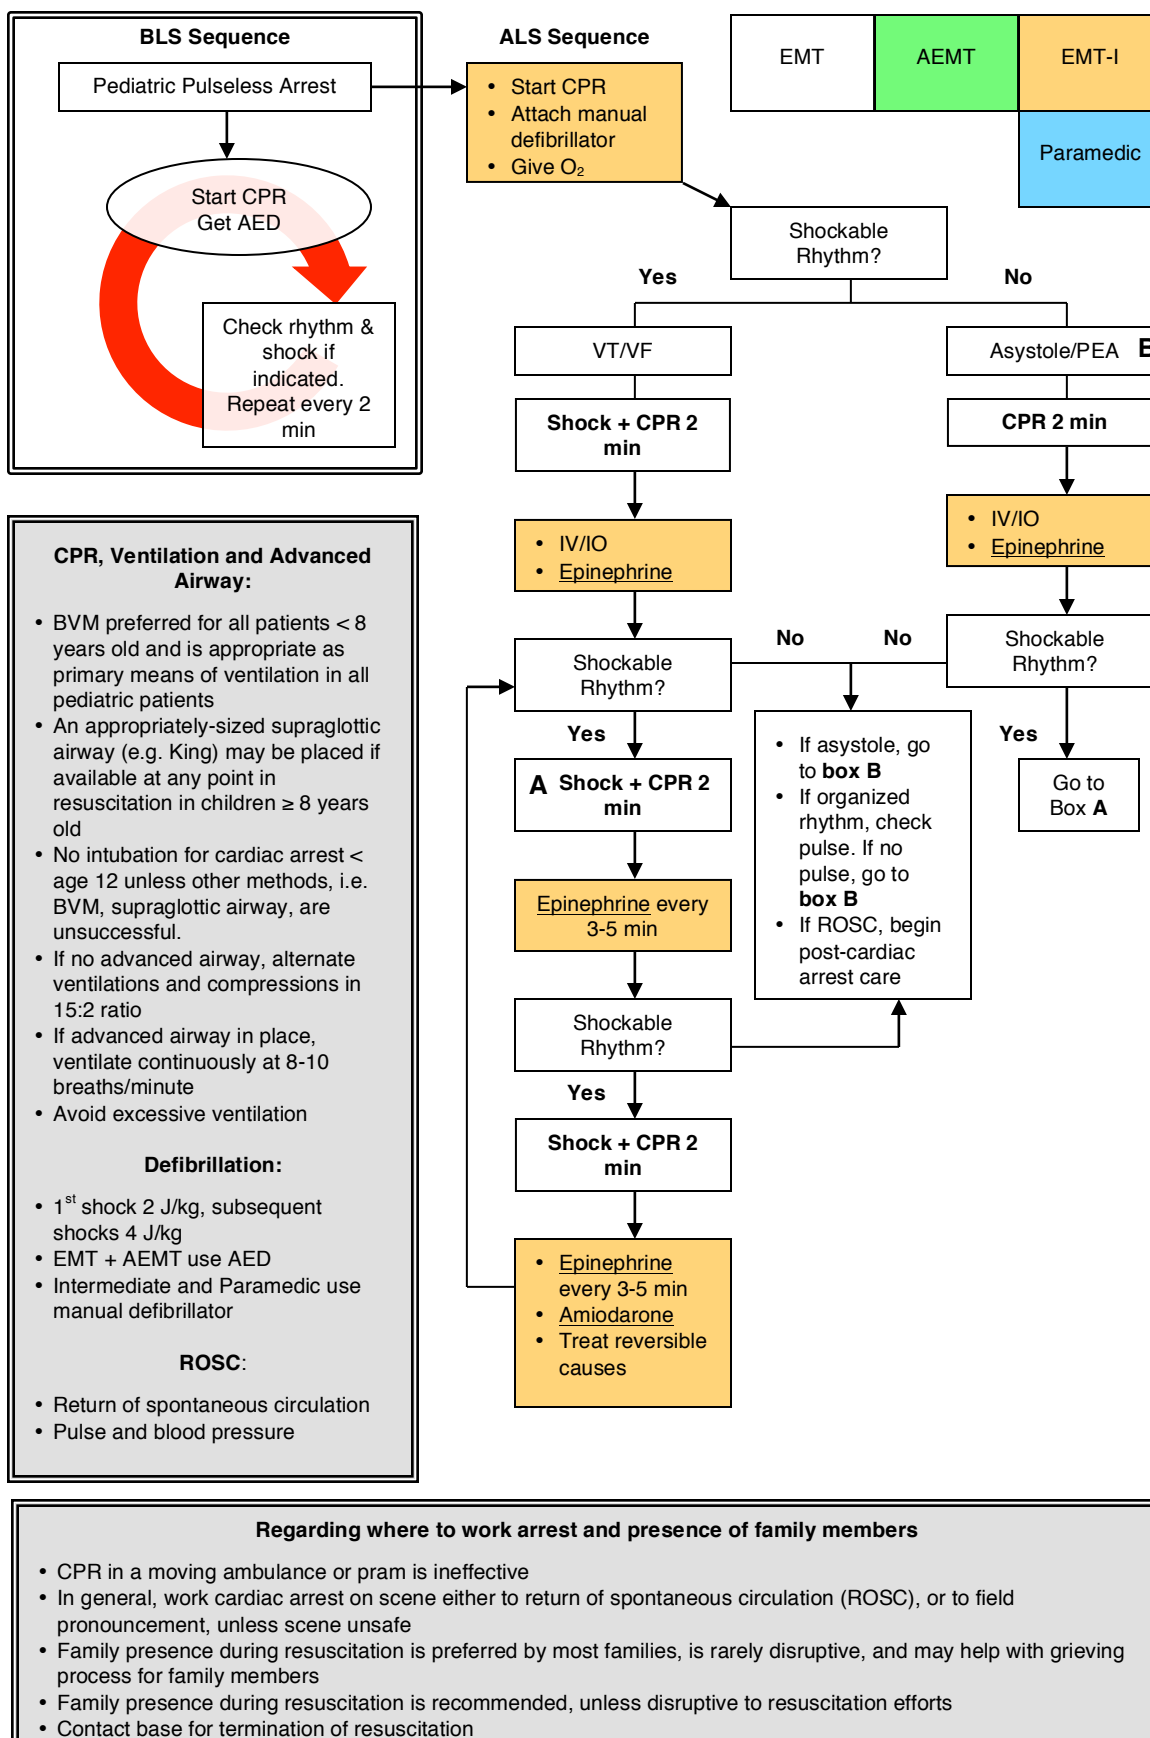 BLS Sequence
Pediatric Pulseless Arrest
Start CPR
Get AED
Check rhythm &
shock if
indicated.
Repeat every 2
min
ALS Sequence
• Start CPR
• Attach manual
defibrillator
• Give O₂
EMT
AEMT
EMT-I
Paramedic
Shockable
Rhythm?
Yes
No
VT/VF
Asystole/PEA B
Shock + CPR 2
min
CPR 2 min
• IV/IO
• Epinephrine
• IV/IO
• Epinephrine
Shockable
Rhythm?
No
No
Shockable
Rhythm?
Yes
Yes
A Shock + CPR 2
min
• If asystole, go
to box B
• If organized
rhythm, check
pulse. If no
pulse, go to
box B
• If ROSC, begin
post-cardiac
arrest care
Go to
Box A
Epinephrine every
3-5 min
Shockable
Rhythm?
Yes
Shock + CPR 2
min
• Epinephrine
every 3-5 min
• Amiodarone
• Treat reversible
causes
CPR, Ventilation and Advanced
Airway:
• BVM preferred for all patients < 8
years old and is appropriate as
primary means of ventilation in all
pediatric patients
• An appropriately-sized supraglottic
airway (e.g. King) may be placed if
available at any point in
resuscitation in children ≥ 8 years
old
• No intubation for cardiac arrest <
age 12 unless other methods, i.e.
BVM, supraglottic airway, are
unsuccessful.
• If no advanced airway, alternate
ventilations and compressions in
15:2 ratio
• If advanced airway in place,
ventilate continuously at 8-10
breaths/minute
• Avoid excessive ventilation
Defibrillation:
• 1st shock 2 J/kg, subsequent
shocks 4 J/kg
• EMT + AEMT use AED
• Intermediate and Paramedic use
manual defibrillator
ROSC:
• Return of spontaneous circulation
• Pulse and blood pressure
Regarding where to work arrest and presence of family members
• CPR in a moving ambulance or pram is ineffective
• In general, work cardiac arrest on scene either to return of spontaneous circulation (ROSC), or to field
pronouncement, unless scene unsafe
• Family presence during resuscitation is preferred by most families, is rarely disruptive, and may help with grieving
process for family members
• Family presence during resuscitation is recommended, unless disruptive to resuscitation efforts
• Contact base for termination of resuscitation